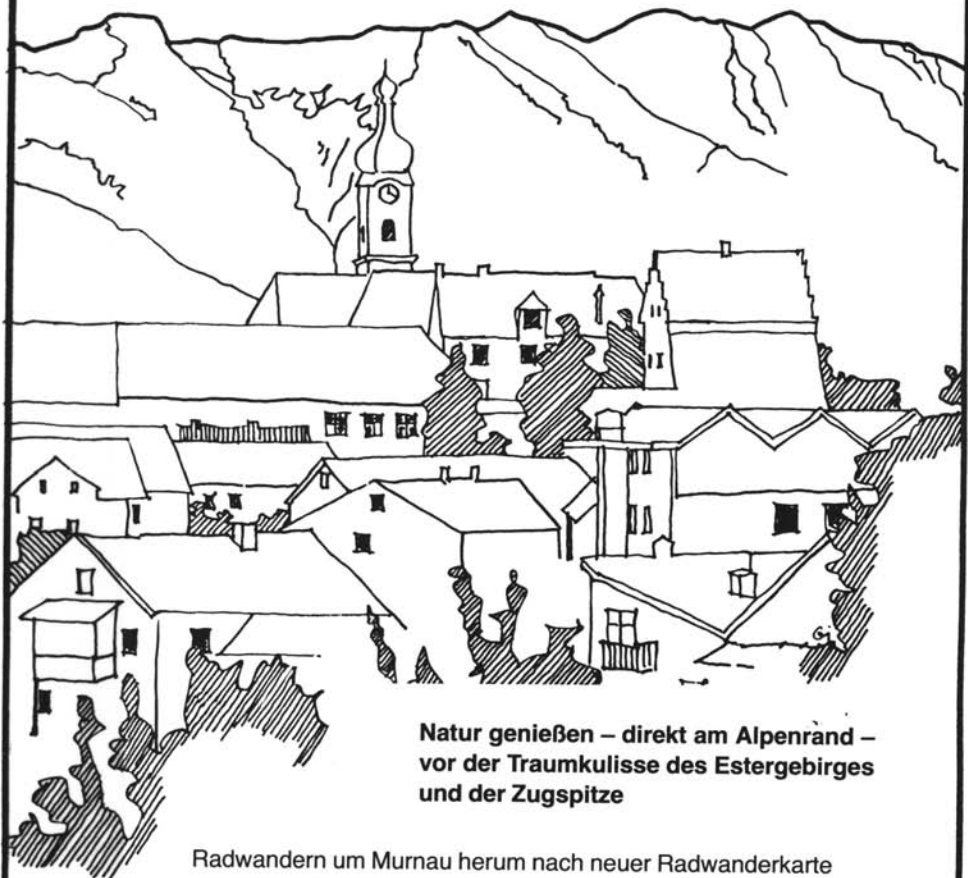 Gi
Natur genießen – direkt am Alpenrand –
vor der Traumkulisse des Estergebirges
und der Zugspitze
Radwandern um Murnau herum nach neuer Radwanderkarte